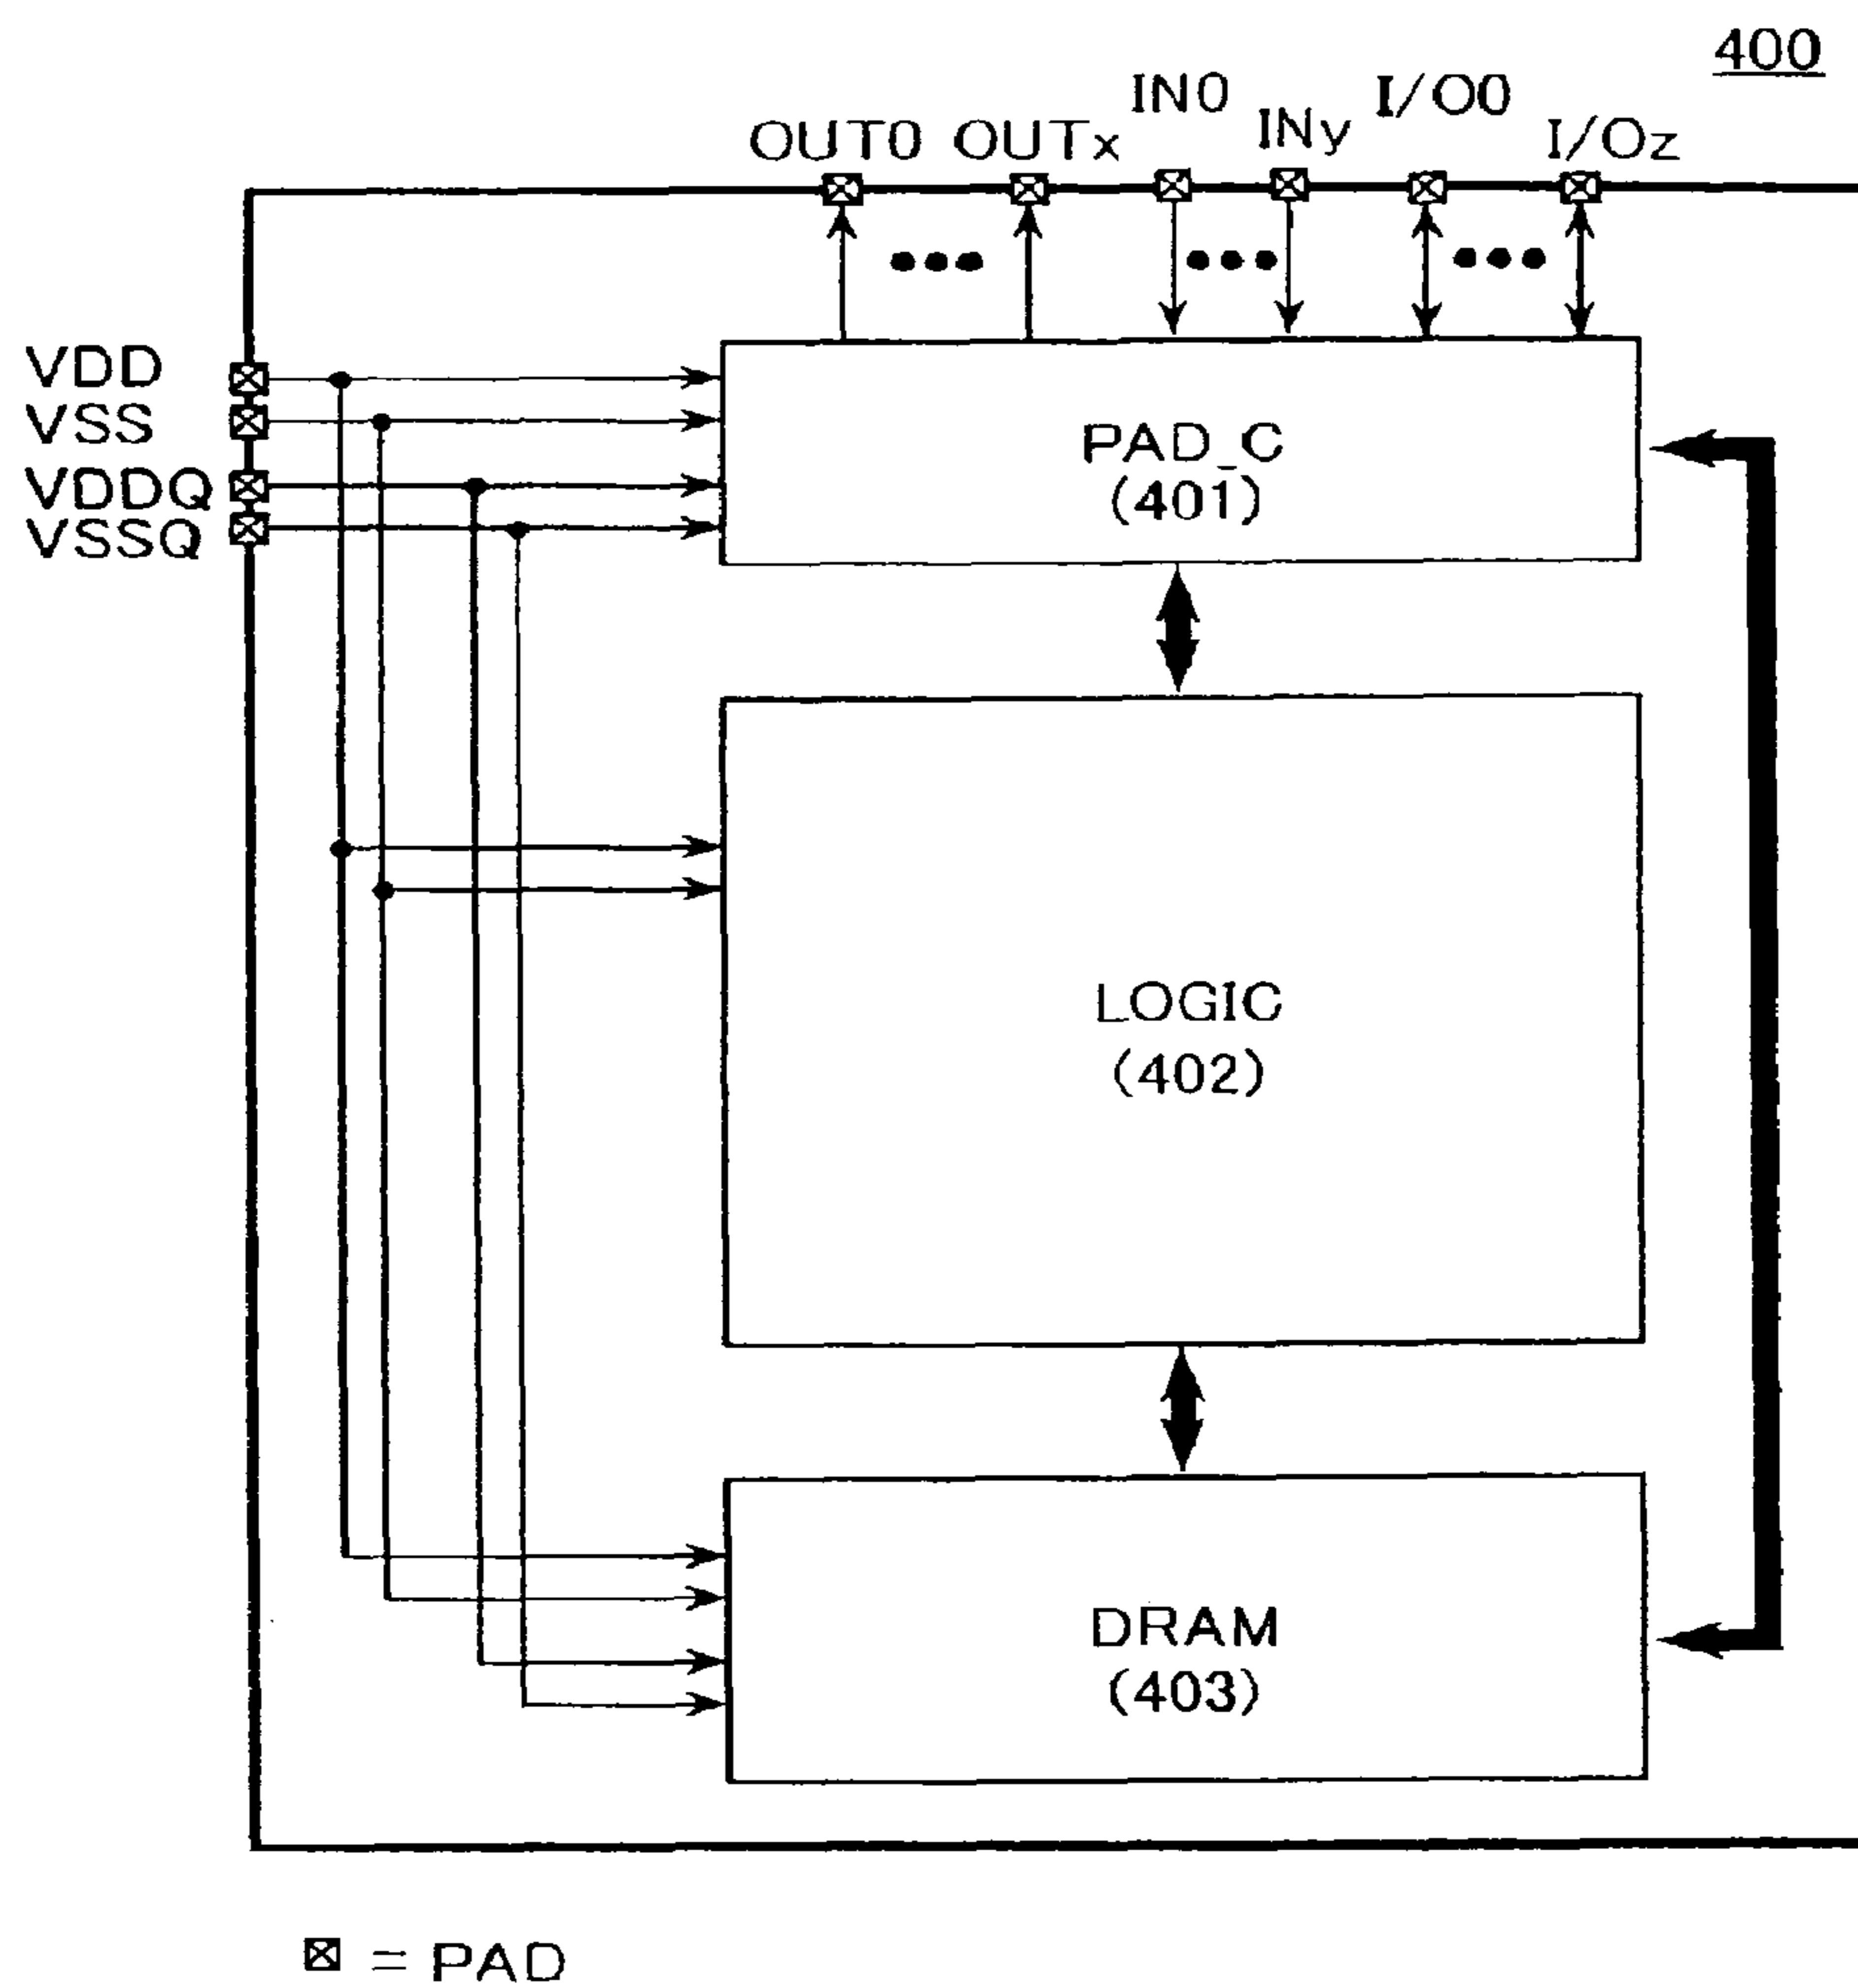 400
IN0
I/O0
OUT0 OUTx
INy
I/Oz
VDD
VSS
VDDQ
VSSQ
PAD_C
(401)
LOGIC
(402)
DRAM
(403)
= PAD